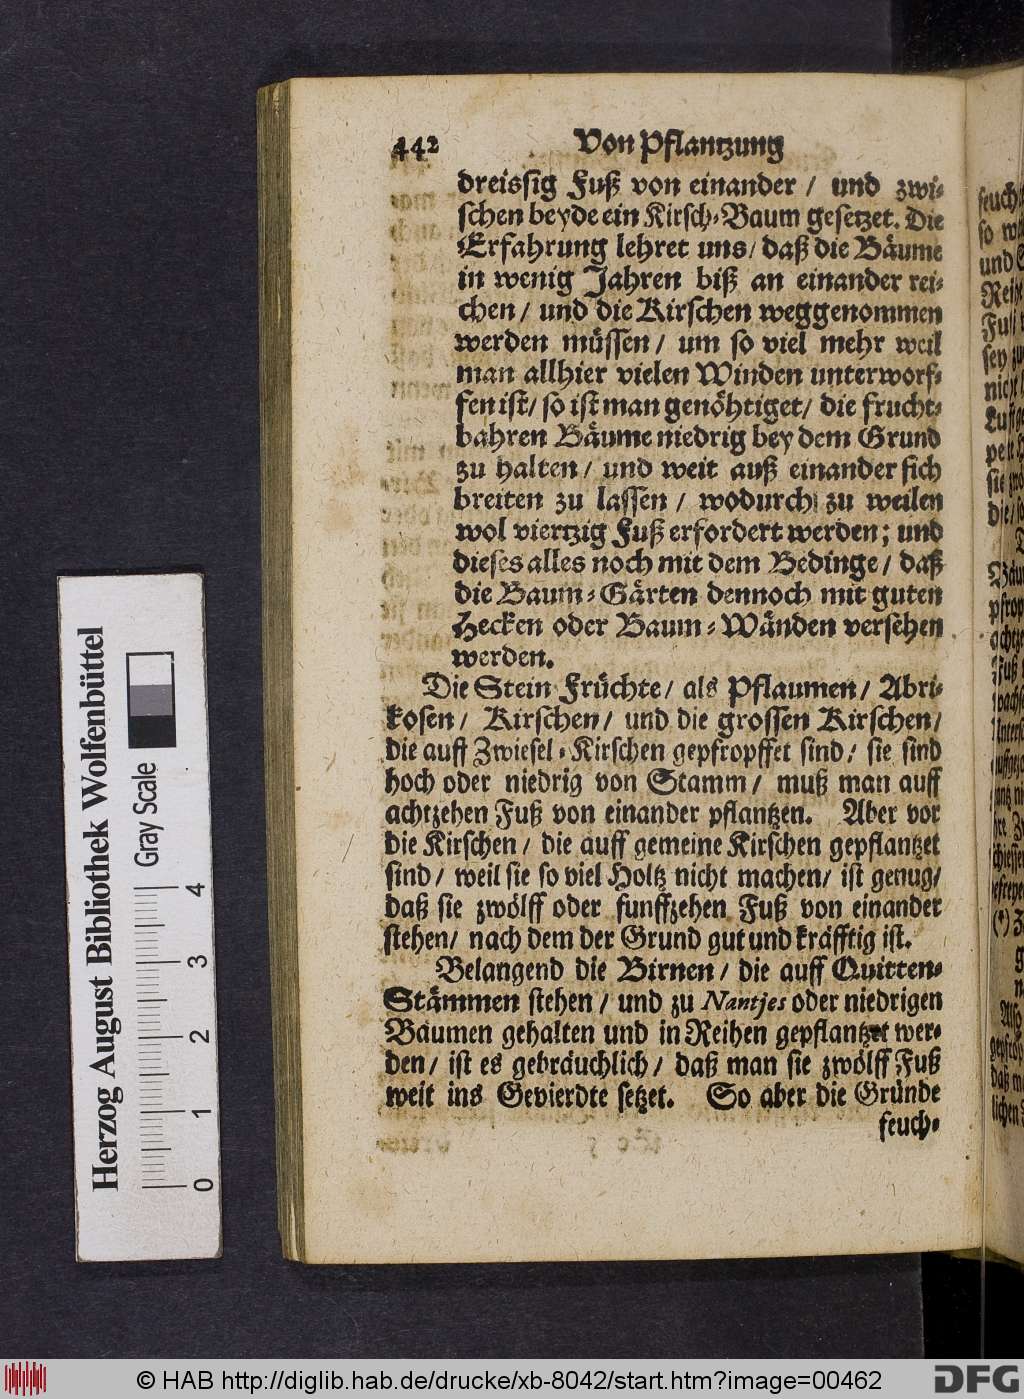 442 Von Pflantzung
dreissig Fuß von einander / und zwi-
schen beyde ein Kirsch-Baum gesetzet. Die
Erfahrung lehret uns / daß die Bäume
in wenig Jahren biß an einander rei-
chen / und die Kirschen weggenommen
werden müssen / um so viel mehr weil
man allhier vielen Winden unterworf-
fen ist / so ist man genöhtiget / die frucht-
bahren Bäume niedrig bey dem Grund
zu halten / und weit auß einander sich
breiten zu lassen / wodurch zu weilen
wol viertzig Fuß erfordert werden; und
dieses alles noch mit dem Bedinge / daß
die Baum-Gärten dennoch mit guten
Hecken oder Baum-Wänden versehen
werden.
Die Stein Früchte / als Pflaumen / Abri-
kosen / Kirschen / und die grossen Kirschen /
die auff Zwiesel-Kirschen gepfropffet sind / sie sind
hoch oder niedrig von Stamm / muß man auff
achtzehen Fuß von einander pflantzen. Aber vor
die Kirschen / die auff gemeine Kirschen gepflantzet
sind / weil sie so viel Holtz nicht machen / ist genug /
daß sie zwölff oder funffzehen Fuß von einander
stehen / nach dem der Grund gut und kräfftig ist.
Belangend die Birnen / die auff Quitten-
Stämmen stehen / und zu Nantjes oder niedrigen
Bäumen gehalten und in Reihen gepflantzet wer-
den / ist es gebräuchlich / daß man sie zwölff Fuß
weit ins Gevierdte setzet. So aber die Gründe
feuch-
Herzog August Bibliothek Wolfenbüttel
Gray Scale
0 1 2 3 4
© HAB http://diglib.hab.de/drucke/xb-8042/start.htm?image=00462
DFG